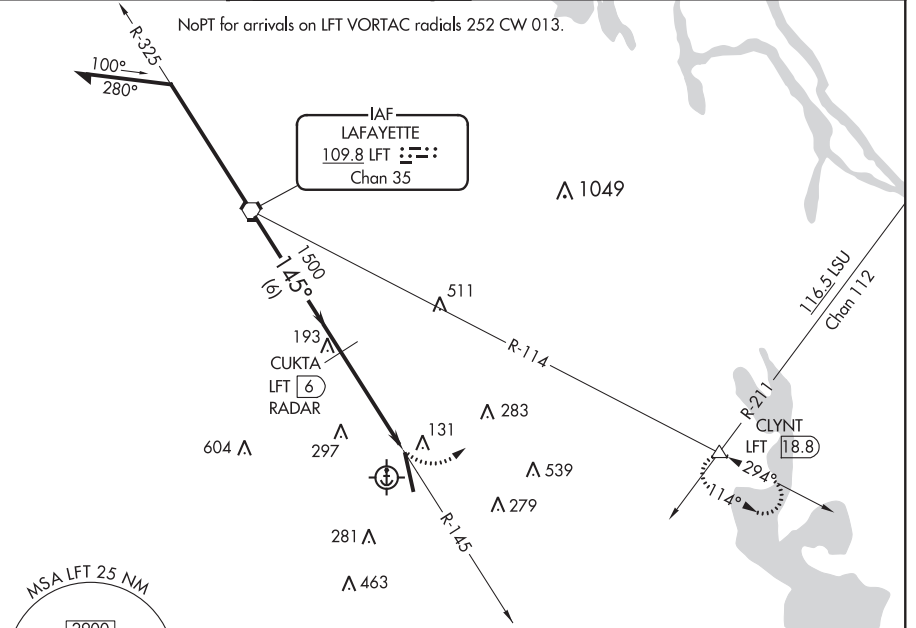 NoPT for arrivals on LFT VORTAC radials 252 CW 013.
R-325
100°
280°
IAF
LAFAYETTE
109.8 LFT
Chan 35
1049
1500
145°
(6)
511
116.5 LSU
Chan 112
193
CUKTA
LFT 6
RADAR
R-114
R-211
283
CLYNT
LFT 18.8
604
297
131
539
294°
114°
279
281
R-145
463
MSA LFT 25 NM